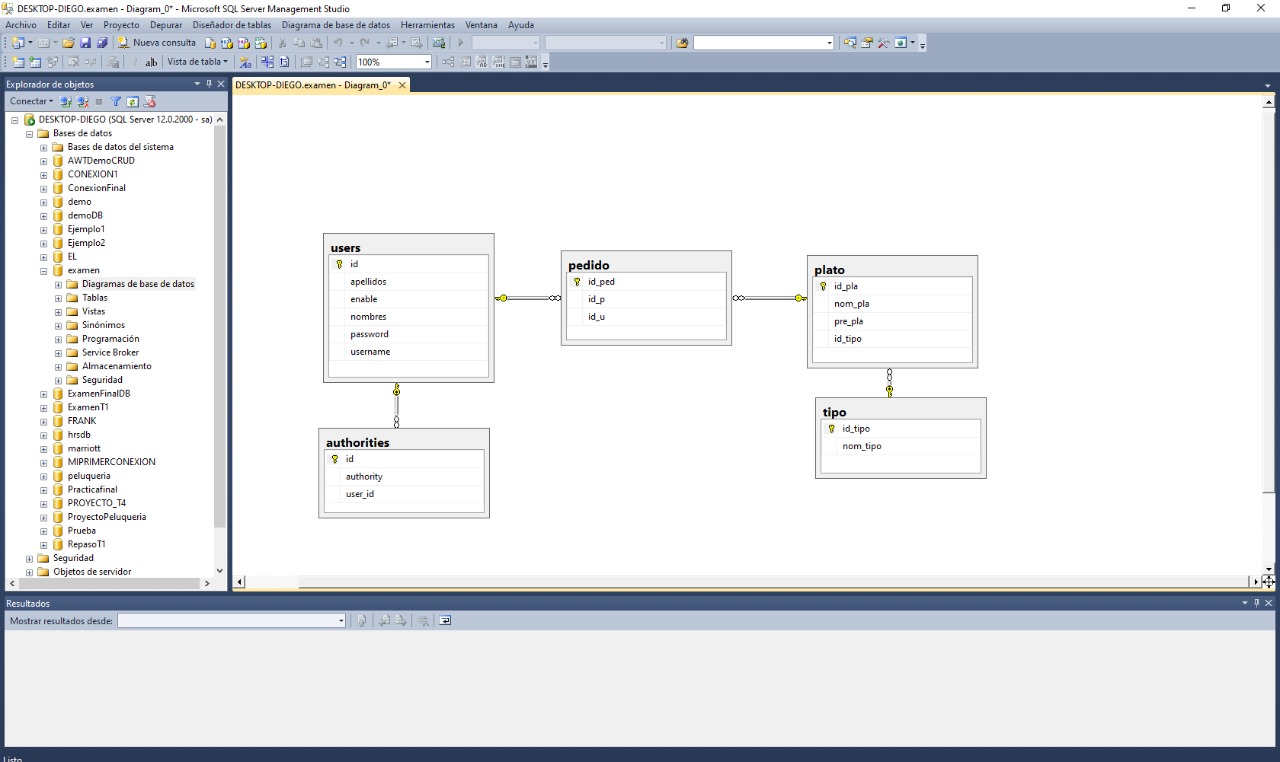 DESKTOP-DIEGO.examen - Diagram_0* - Microsoft SQL Server Management Studio
Archivo Editar Ver Proyecto Depurar Diseñador de tablas Diagrama de base de datos Herramientas Ventana Ayuda
Nueva consulta
Vista de tabla 100%
Explorador de objetos
Conectar
DESKTOP-DIEGO (SQL Server 12.0.2000 - sa)
Bases de datos
Bases de datos del sistema
AWTDemoCRUD
CONEXION1
ConexionFinal
demo
demoDB
Ejemplo1
Ejemplo2
EL
examen
Diagramas de base de datos
Tablas
Vistas
Sinónimos
Programación
Service Broker
Almacenamiento
Seguridad
ExamenFinalDB
ExamenT1
FRANK
hrsdb
marriott
MIPRIMERCONEXION
peluqueria
Practicafinal
PROYECTO_T4
ProyectoPeluqueria
Prueba
RepasoT1
Seguridad
Objetos de servidor
DESKTOP-DIEGO.examen - Diagram_0*
users
id
apellidos
enable
nombres
password
username
pedido
id_ped
id_p
id_u
plato
id_pla
nom_pla
pre_pla
id_tipo
authorities
id
authority
user_id
tipo
id_tipo
nom_tipo
Resultados
Mostrar resultados desde:
Listo